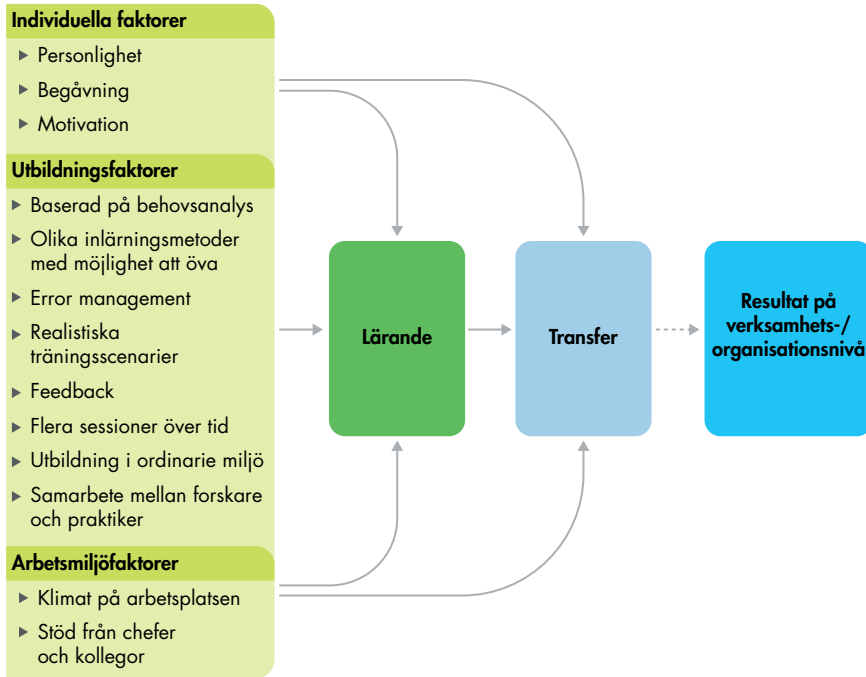 Individuella faktorer
▶ Personlighet
▶ Begåvning
▶ Motivation
Utbildningsfaktorer
▶ Baserad på behovsanalys
▶ Olika inlärningsmetoder
med möjlighet att öva
▶ Error management
▶ Realistiska
träningsscenarier
▶ Feedback
▶ Flera sessioner över tid
▶ Utbildning i ordinarie miljö
▶ Samarbete mellan forskare
och praktiker
Arbetsmiljöfaktorer
▶ Klimat på arbetsplatsen
▶ Stöd från chefer
och kollegor
Lärande
Transfer
Resultat på
verksamhets-/
organisationsnivå